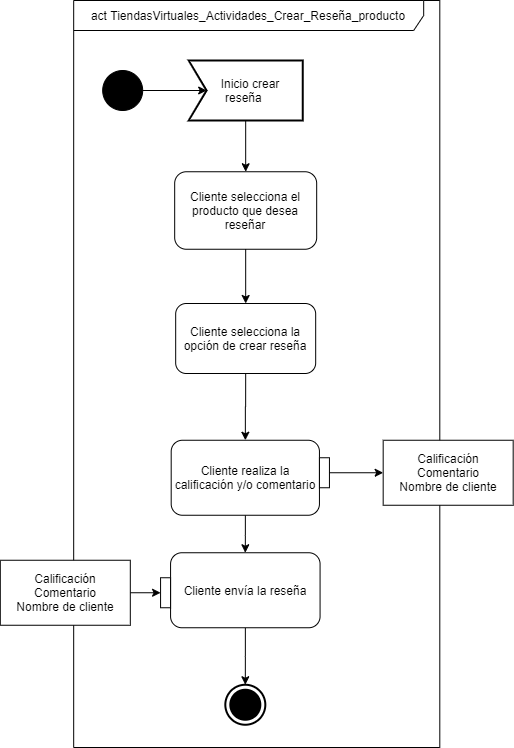 act TiendasVirtuales_Actividades_Crear_Reseña_producto
Inicio crear
reseña
Cliente selecciona el
producto que desea
reseñar
Cliente selecciona la
opción de crear reseña
Cliente realiza la
calificación y/o comentario
Calificación
Comentario
Nombre de cliente
Calificación
Comentario
Nombre de cliente
Cliente envía la reseña